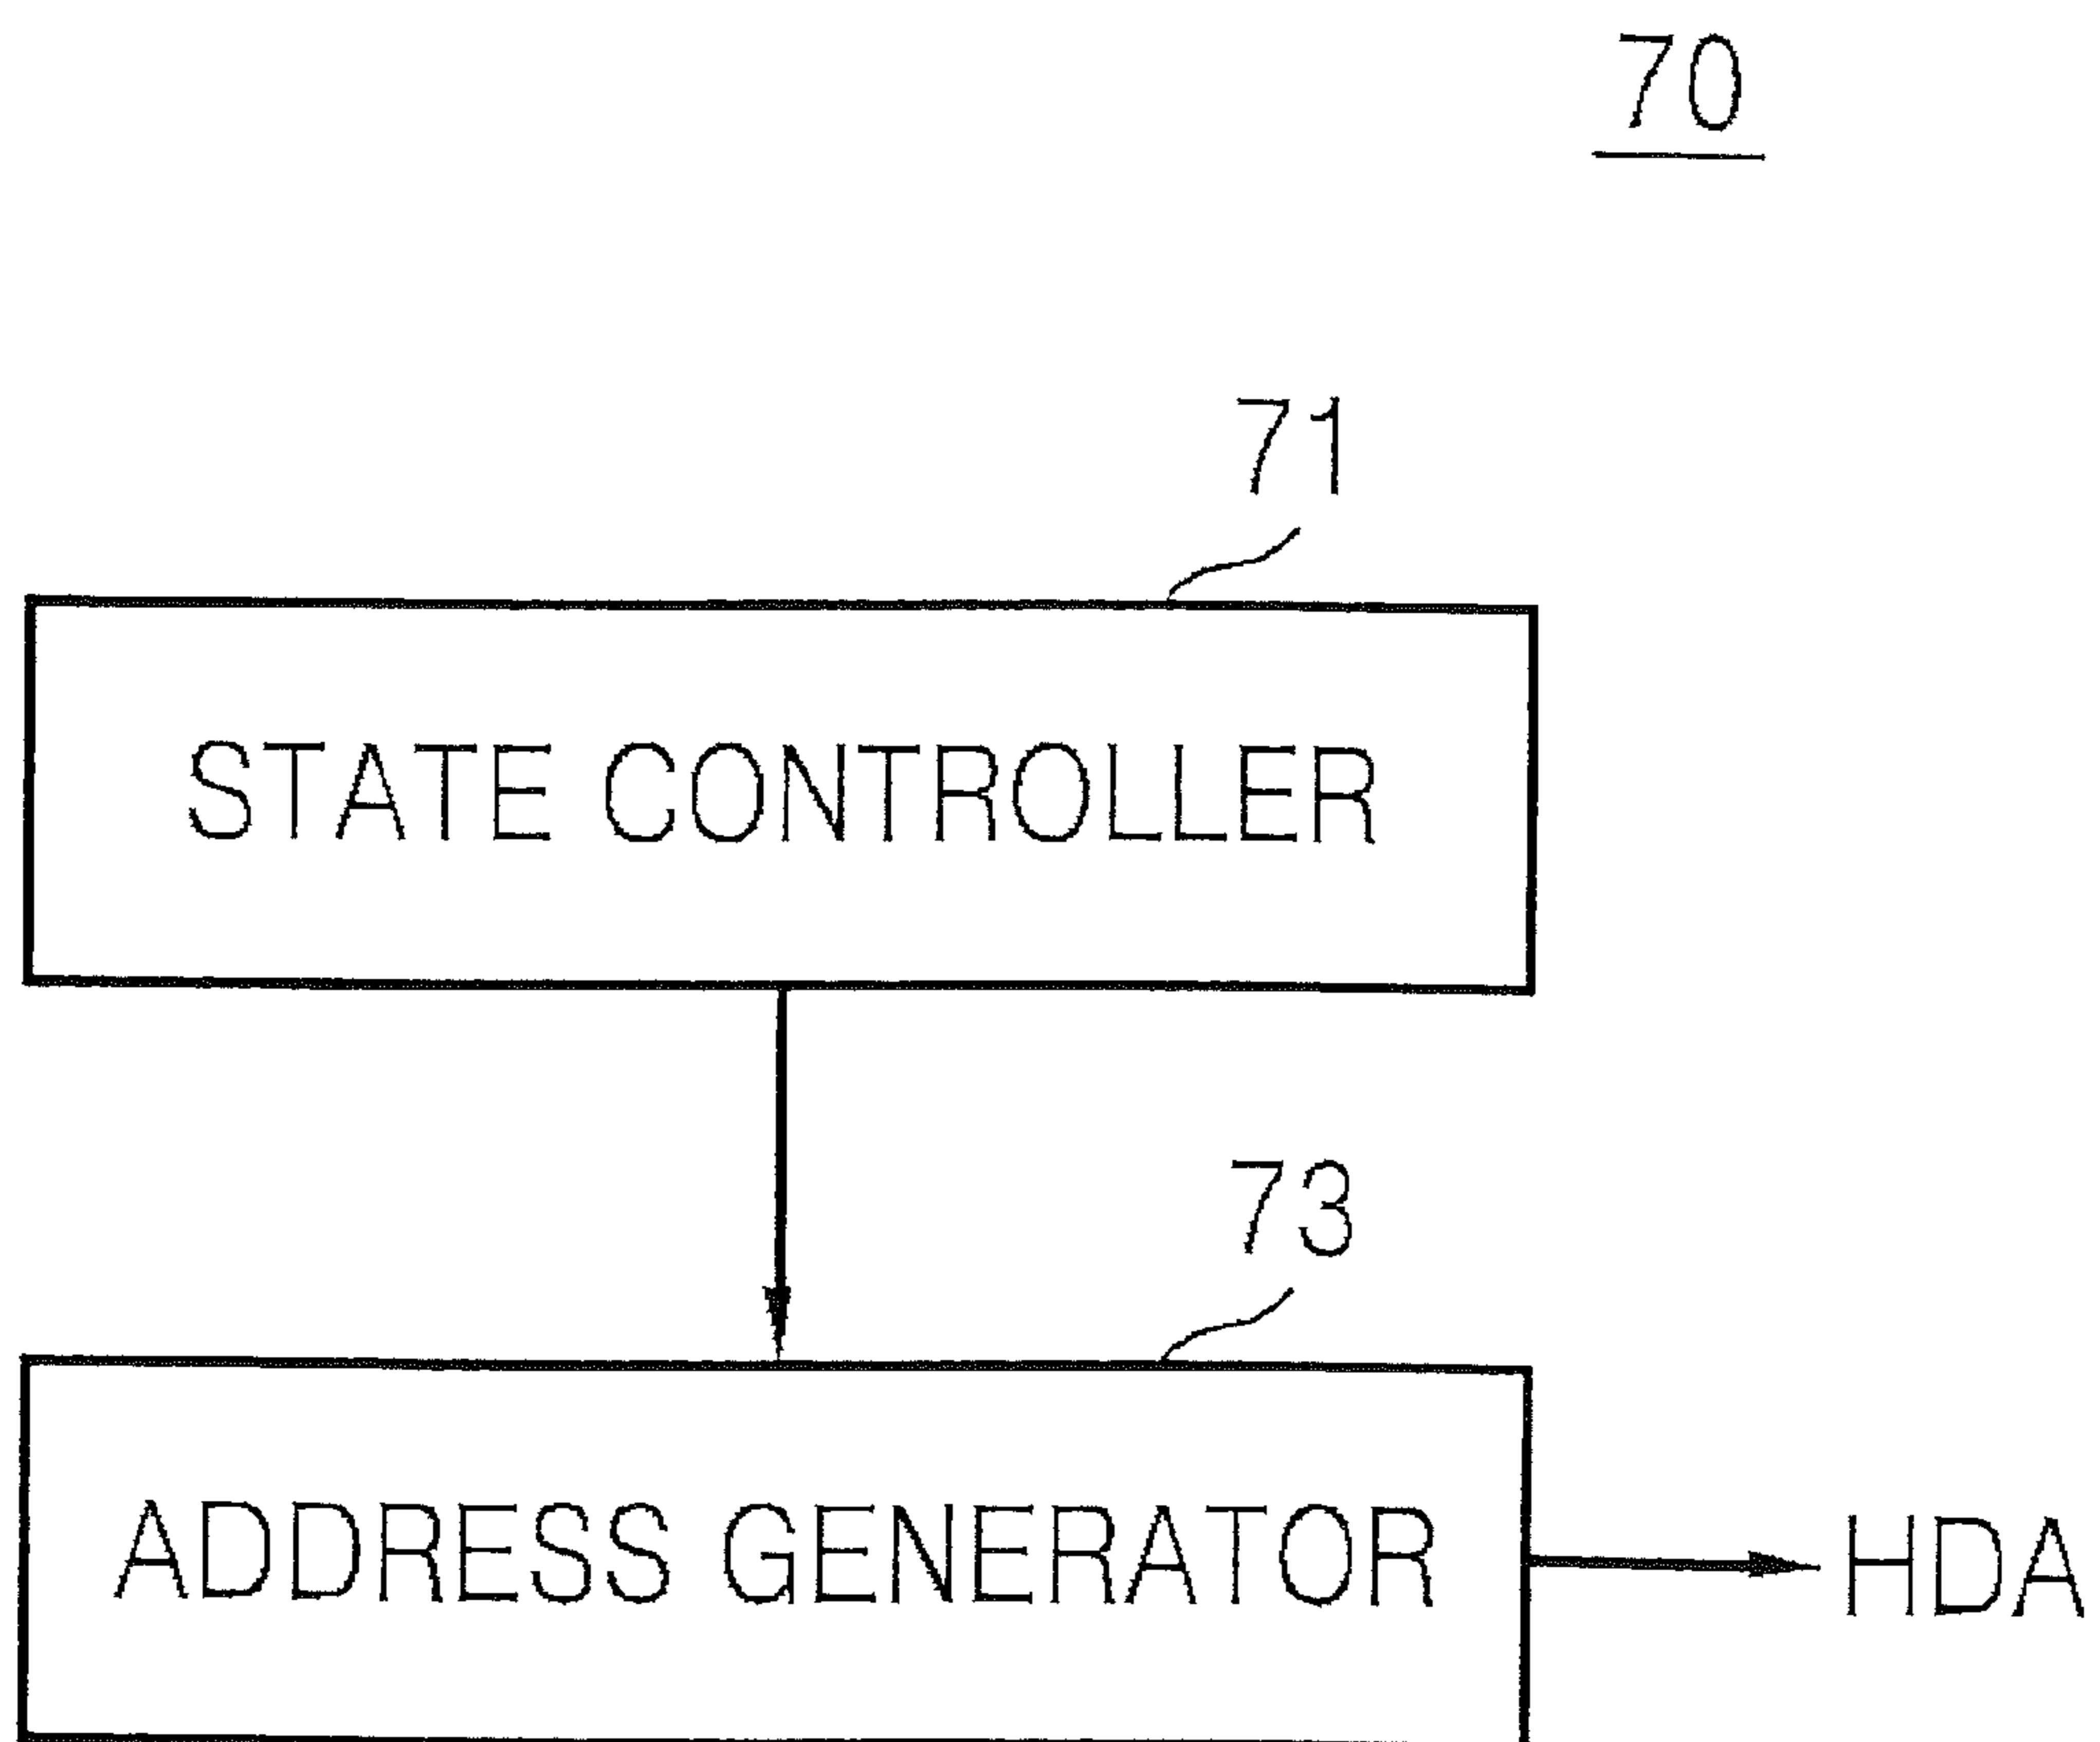 70
71
STATE CONTROLLER
73
ADDRESS GENERATOR
HDA